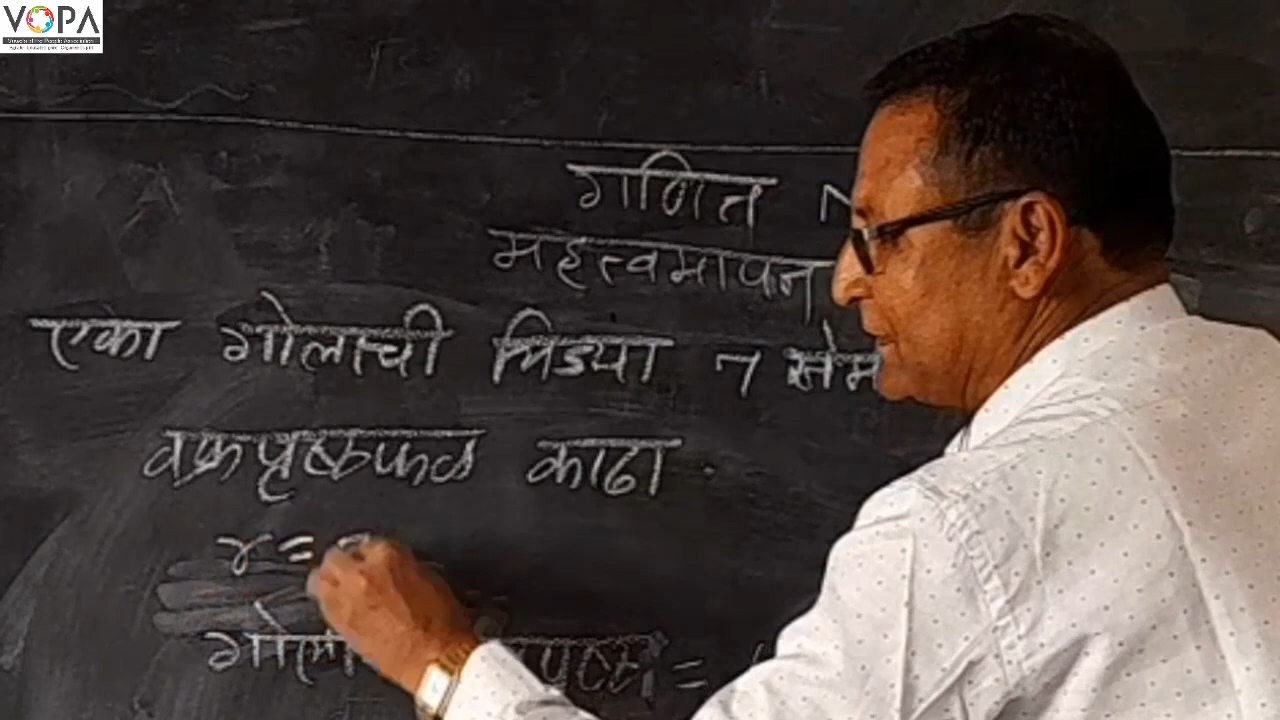 VOPA
गणित
महत्वमापन
एका गोलाची त्रिज्या 7 सेम
वक्रपृष्ठफळ काढा.
r =
=